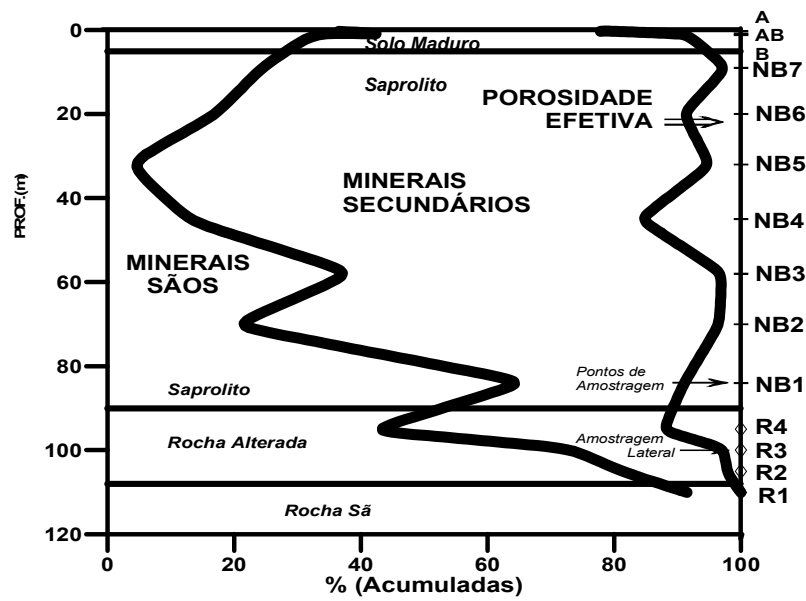 A
0
AB
Solo Maduro
B
NB7
Saprolito
POROSIDADE
EFETIVA
20
NB6
NB5
MINERAIS
SECUNDÁRIOS
PROF.(m)
40
NB4
MINERAIS
SÃOS
NB3
60
NB2
Pontos de
Amostragem
80
NB1
Saprolito
R4
Rocha Alterada
Amostragem
Lateral
100
R3
R2
R1
Rocha Sã
120
0 20 40 60 80 100
% (Acumuladas)